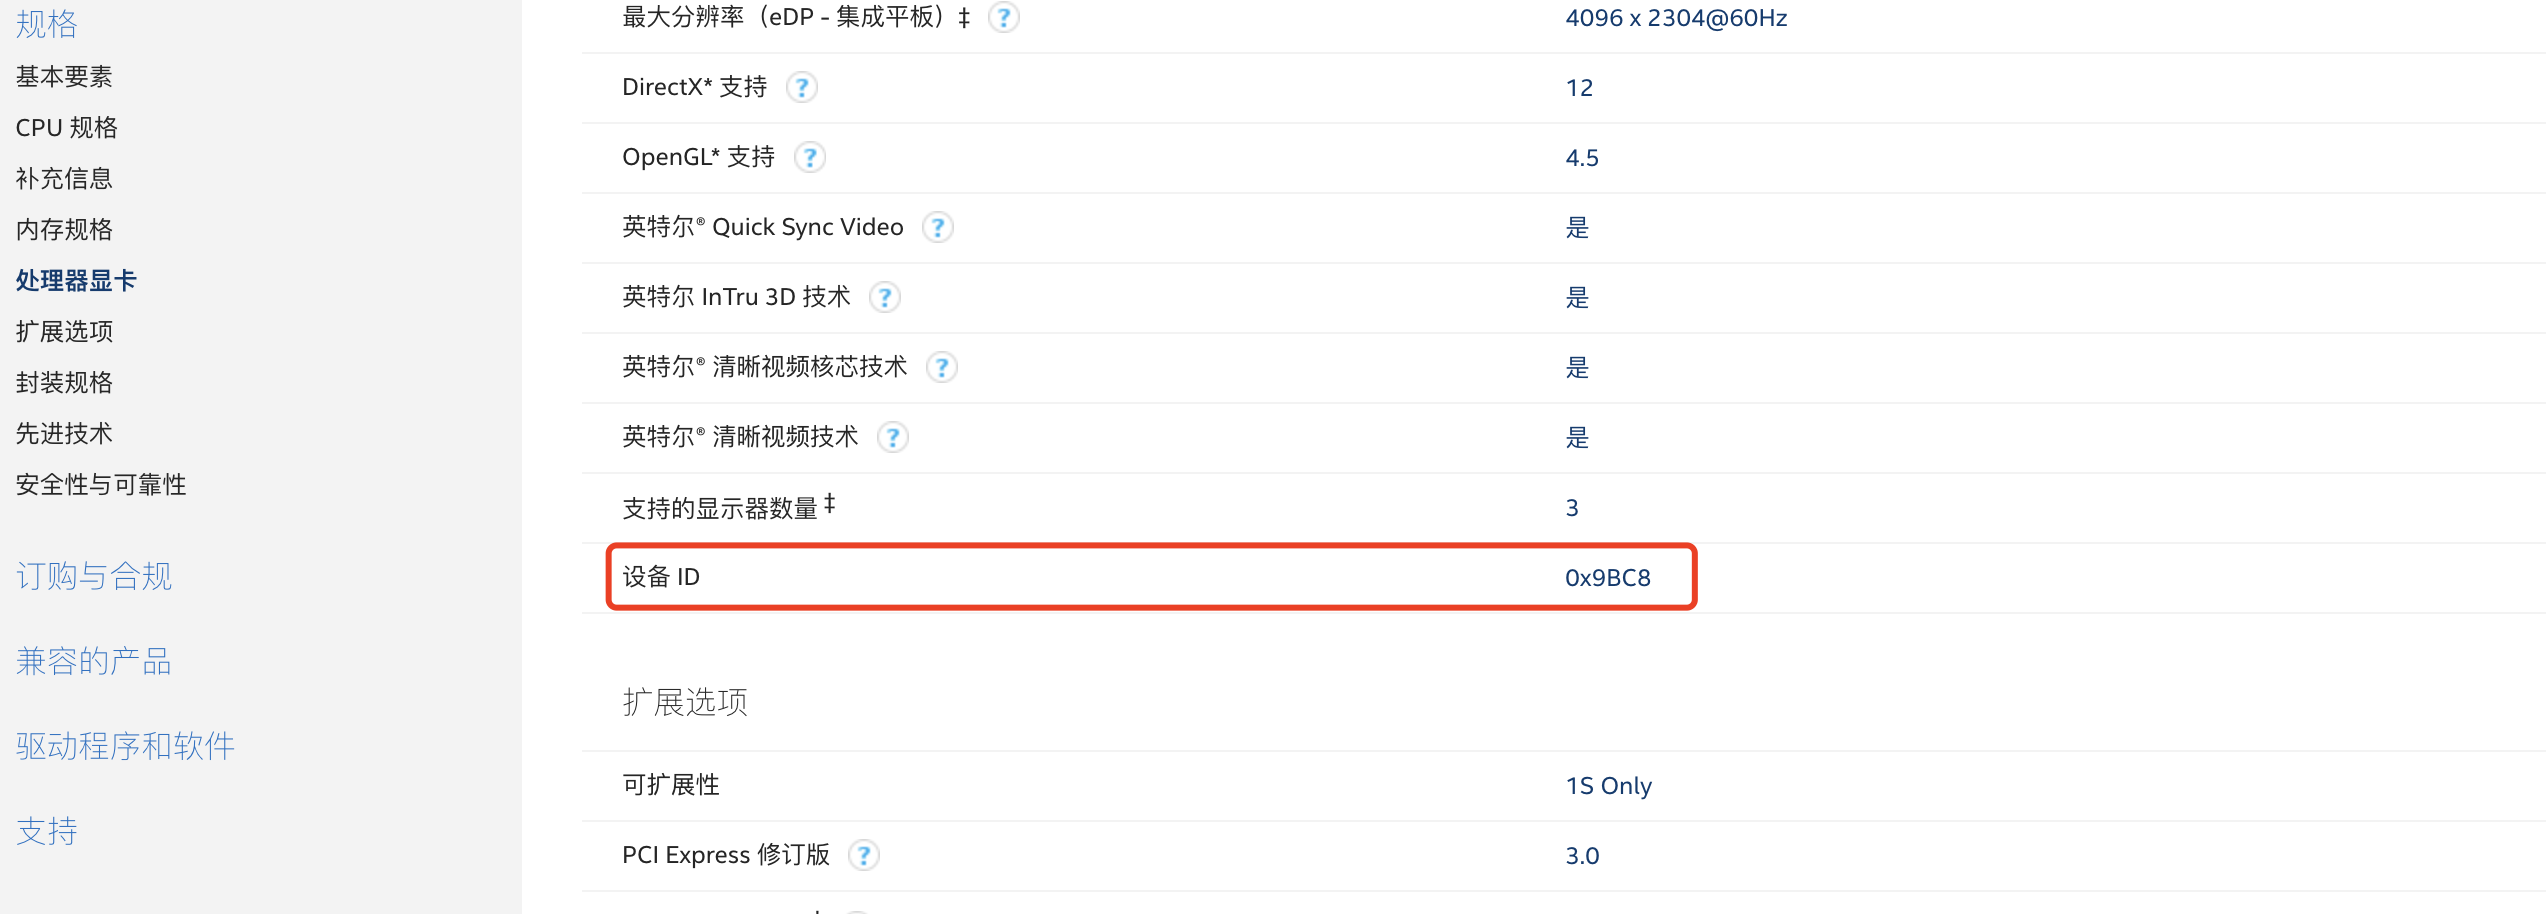 规格
基本要素
CPU 规格
补充信息
内存规格
处理器显卡
扩展选项
封装规格
先进技术
安全性与可靠性
订购与合规
兼容的产品
驱动程序和软件
支持
最大分辨率（eDP - 集成平板）‡ ? 4096 x 2304@60Hz
DirectX* 支持 ? 12
OpenGL* 支持 ? 4.5
英特尔® Quick Sync Video ? 是
英特尔 InTru 3D 技术 ? 是
英特尔® 清晰视频核芯技术 ? 是
英特尔® 清晰视频技术 ? 是
支持的显示器数量 ‡ 3
设备 ID 0x9BC8
扩展选项
可扩展性 1S Only
PCI Express 修订版 ? 3.0